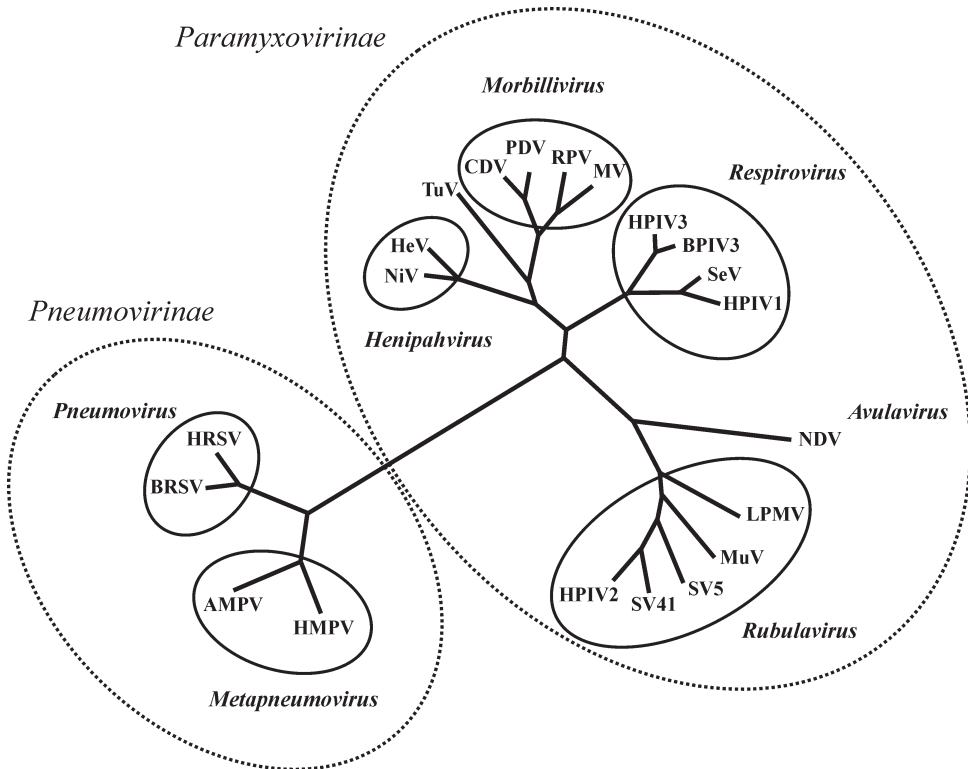 Paramyxovirinae
Morbillivirus
PDV
RPV
CDV
MV
TuV
Respirovirus
HPIV3
BPIV3
SeV
HPIV1
HeV
NiV
Henipahvirus
Pneumovirinae
Pneumovirus
HRSV
BRSV
Avulavirus
NDV
LPMV
MuV
SV5
HPIV2
SV41
Rubulavirus
AMPV
HMPV
Metapneumovirus